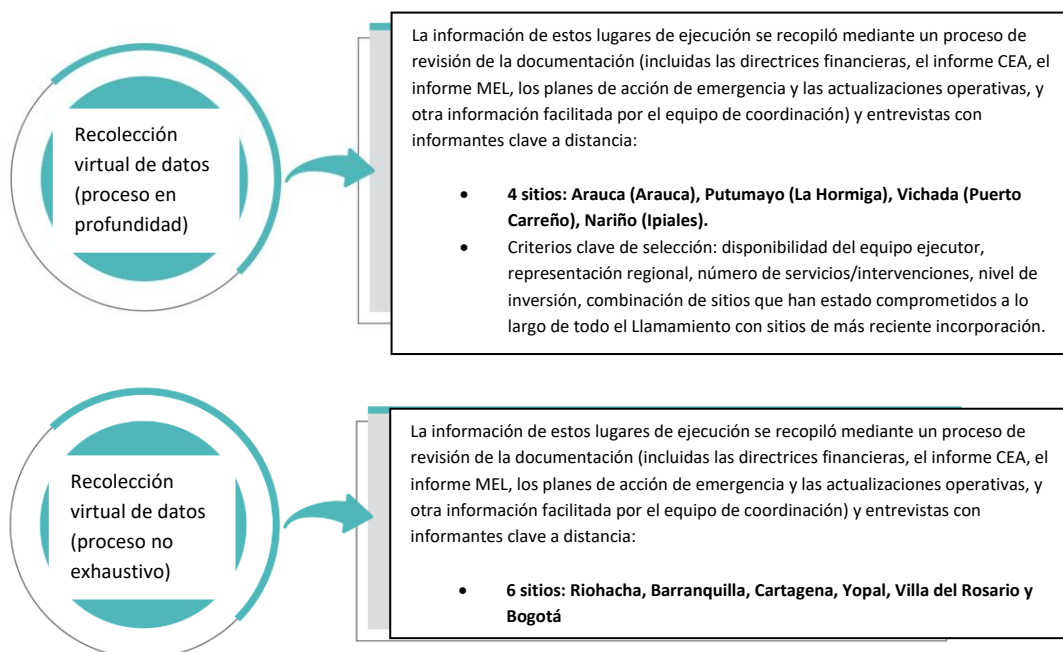 Recolección
virtual de datos
(proceso en
profundidad)
La información de estos lugares de ejecución se recopiló mediante un proceso de
revisión de la documentación (incluidas las directrices financieras, el informe CEA, el
informe MEL, los planes de acción de emergencia y las actualizaciones operativas, y
otra información facilitada por el equipo de coordinación) y entrevistas con
informantes clave a distancia:
• 4 sitios: Arauca (Arauca), Putumayo (La Hormiga), Vichada (Puerto
Carreño), Nariño (Ipiales).
• Criterios clave de selección: disponibilidad del equipo ejecutor,
representación regional, número de servicios/intervenciones, nivel de
inversión, combinación de sitios que han estado comprometidos a lo
largo de todo el Llamamiento con sitios de más reciente incorporación.
Recolección
virtual de datos
(proceso no
exhaustivo)
La información de estos lugares de ejecución se recopiló mediante un proceso de
revisión de la documentación (incluidas las directrices financieras, el informe CEA, el
informe MEL, los planes de acción de emergencia y las actualizaciones operativas, y
otra información facilitada por el equipo de coordinación) y entrevistas con
informantes clave a distancia:
• 6 sitios: Riohacha, Barranquilla, Cartagena, Yopal, Villa del Rosario y
Bogotá